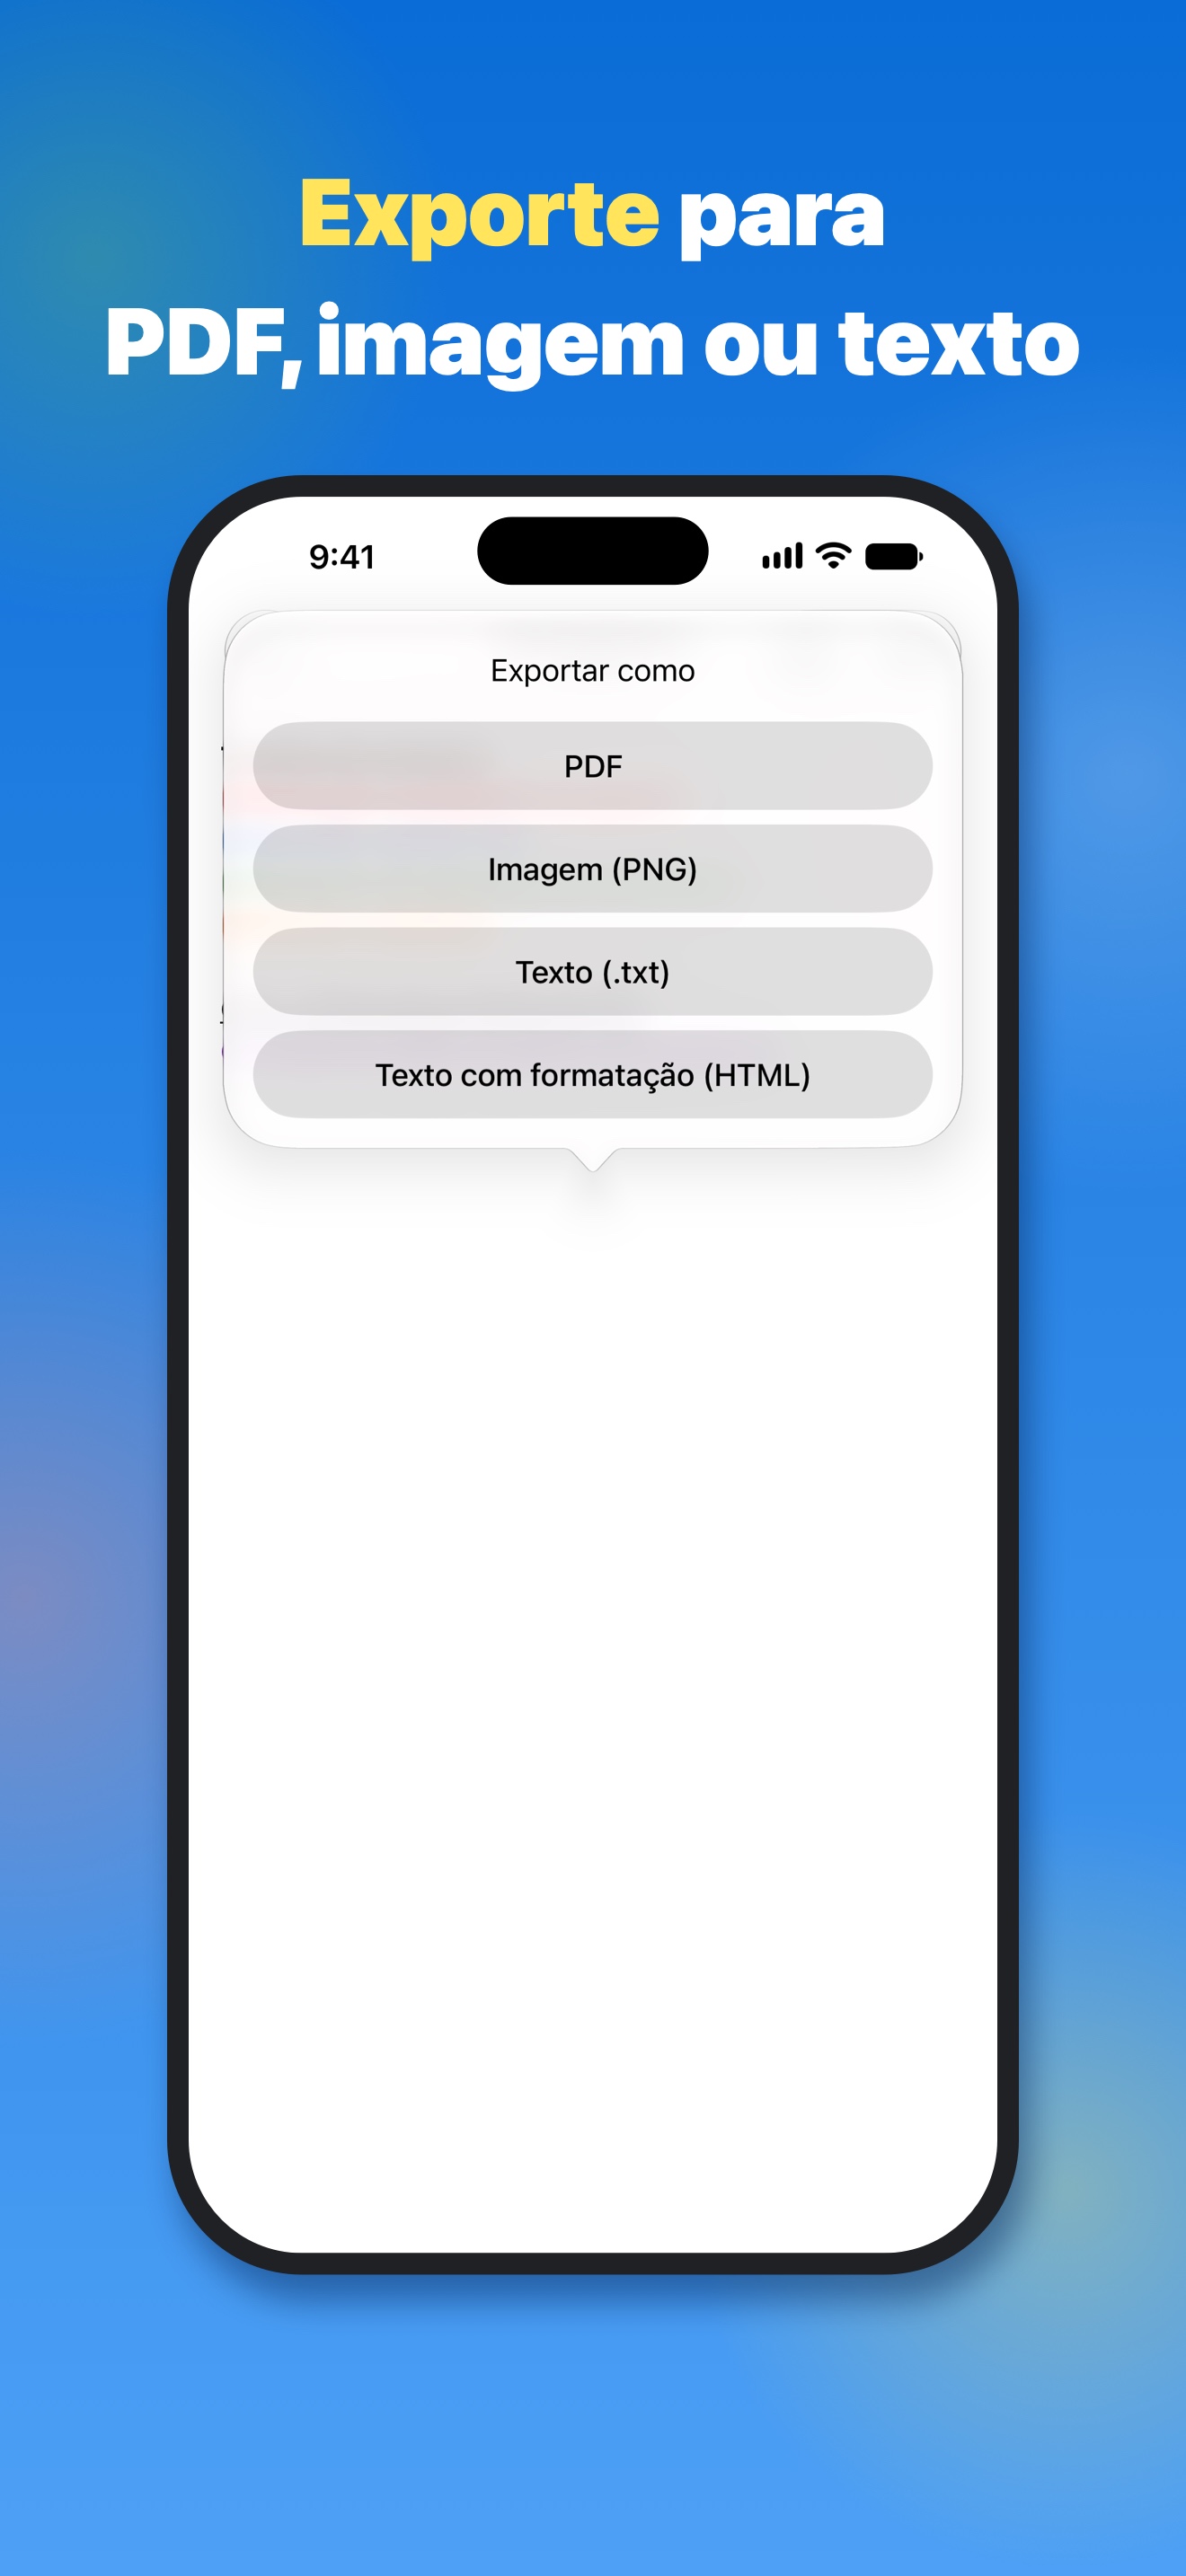 Exporte para
PDF, imagem ou texto
9:41
Exportar como
PDF
Imagem (PNG)
Texto (.txt)
Texto com formatação (HTML)